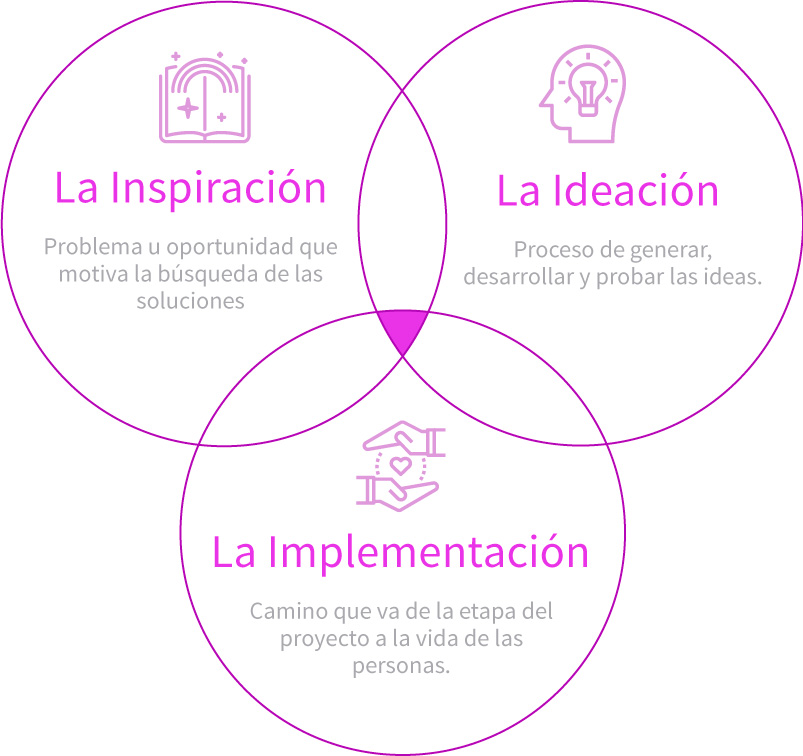 La Inspiración
Problema u oportunidad que
motiva la búsqueda de las
soluciones
La Ideación
Proceso de generar,
desarrollar y probar las ideas.
La Implementación
Camino que va de la etapa del
proyecto a la vida de las
personas.